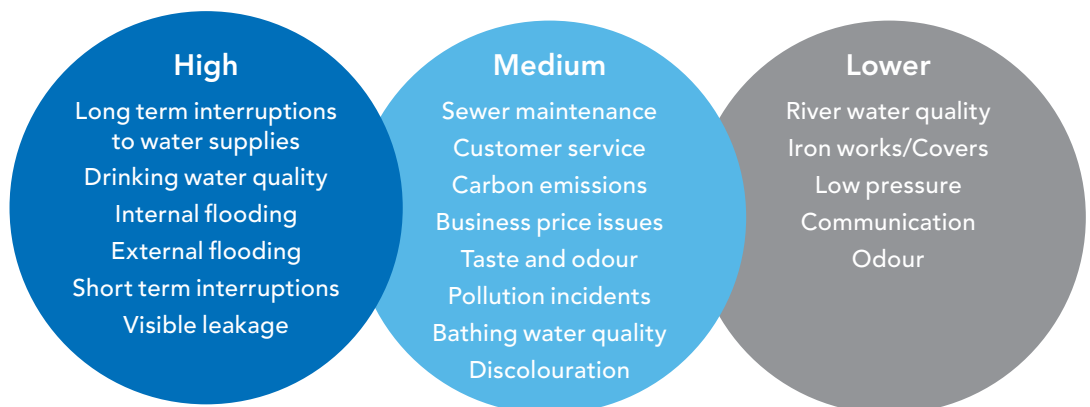 High
Long term interruptions
to water supplies
Drinking water quality
Internal flooding
External flooding
Short term interruptions
Visible leakage
Medium
Sewer maintenance
Customer service
Carbon emissions
Business price issues
Taste and odour
Pollution incidents
Bathing water quality
Discolouration
Lower
River water quality
Iron works/Covers
Low pressure
Communication
Odour